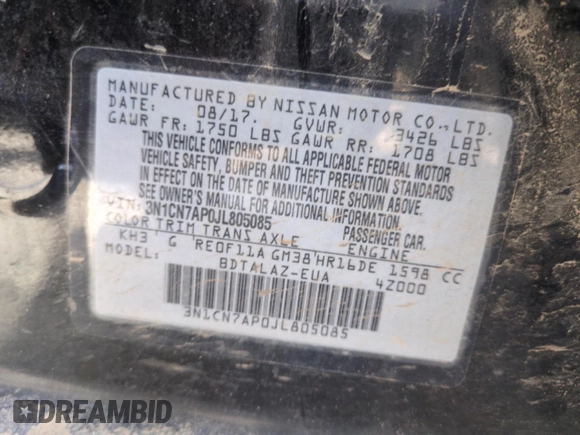 MANUFACTURED BY NISSAN MOTOR CO.,LTD.
DATE: 08/17. GVWR: 3426 LBS
GAWR FR: 1750 LBS GAWR RR: 1708 LBS
THIS VEHICLE CONFORMS TO ALL APPLICABLE FEDERAL MOTOR
VEHICLE SAFETY, BUMPER AND THEFT PREVENTION STANDARDS
IN EFFECT ON THE DATE OF MANUFACTURE SHOWN ABOVE.
SEE OWNER'S MANUAL FOR ADDITIONAL INFORMATION.
VIN: 3N1CN7AP0JL805085 PASSENGER CAR.
COLOR TRIM TRANS AXLE ENGINE
KH3 G RE0F11A GM38 HR16DE 1598 CC
MODEL: BDTALAZ-EUA 4Z000
3N1CN7AP0JL805085
DREAMBID